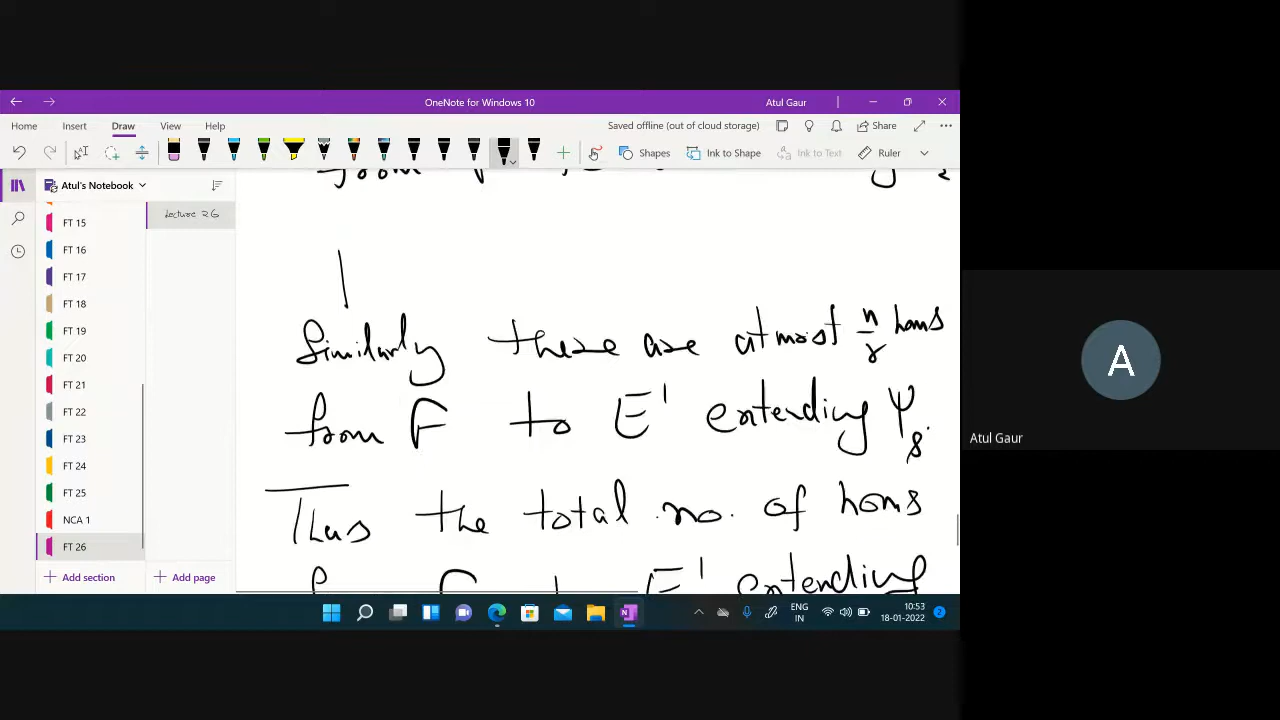 OneNote for Windows 10
Atul Gaur
Home Insert Draw View Help
Saved offline (out of cloud storage)
Share
Shapes
Ink to Shape
Ink to Text
Ruler
Atul's Notebook
Lecture 26
FT 15
FT 16
FT 17
FT 18
FT 19
FT 20
FT 21
FT 22
FT 23
FT 24
FT 25
NCA 1
FT 26
Add section
Add page
from
Similarly there are atmost n/r homs
from F to E' extending ψ_s.
Thus the total no. of homs
F E' extending
ENG
IN
10:53
18-01-2022
2
A
Atul Gaur